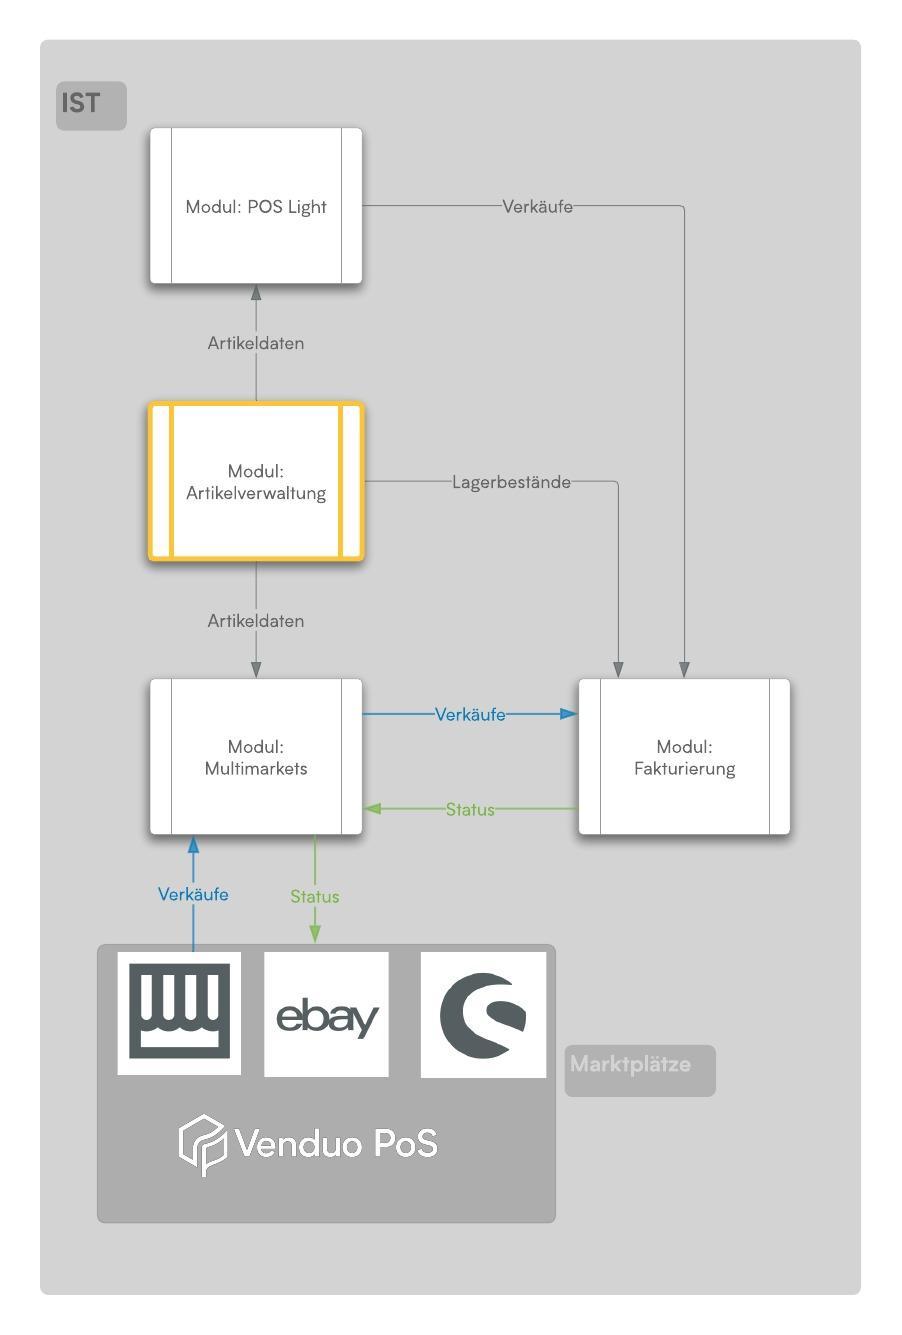 IST
Modul: POS Light
Verkäufe
Artikeldaten
Modul:
Artikelverwaltung
Lagerbestände
Artikeldaten
Modul:
Multimarkets
Verkäufe
Modul:
Fakturierung
Status
Verkäufe
Status
ebay
Marktplätze
Venduo PoS